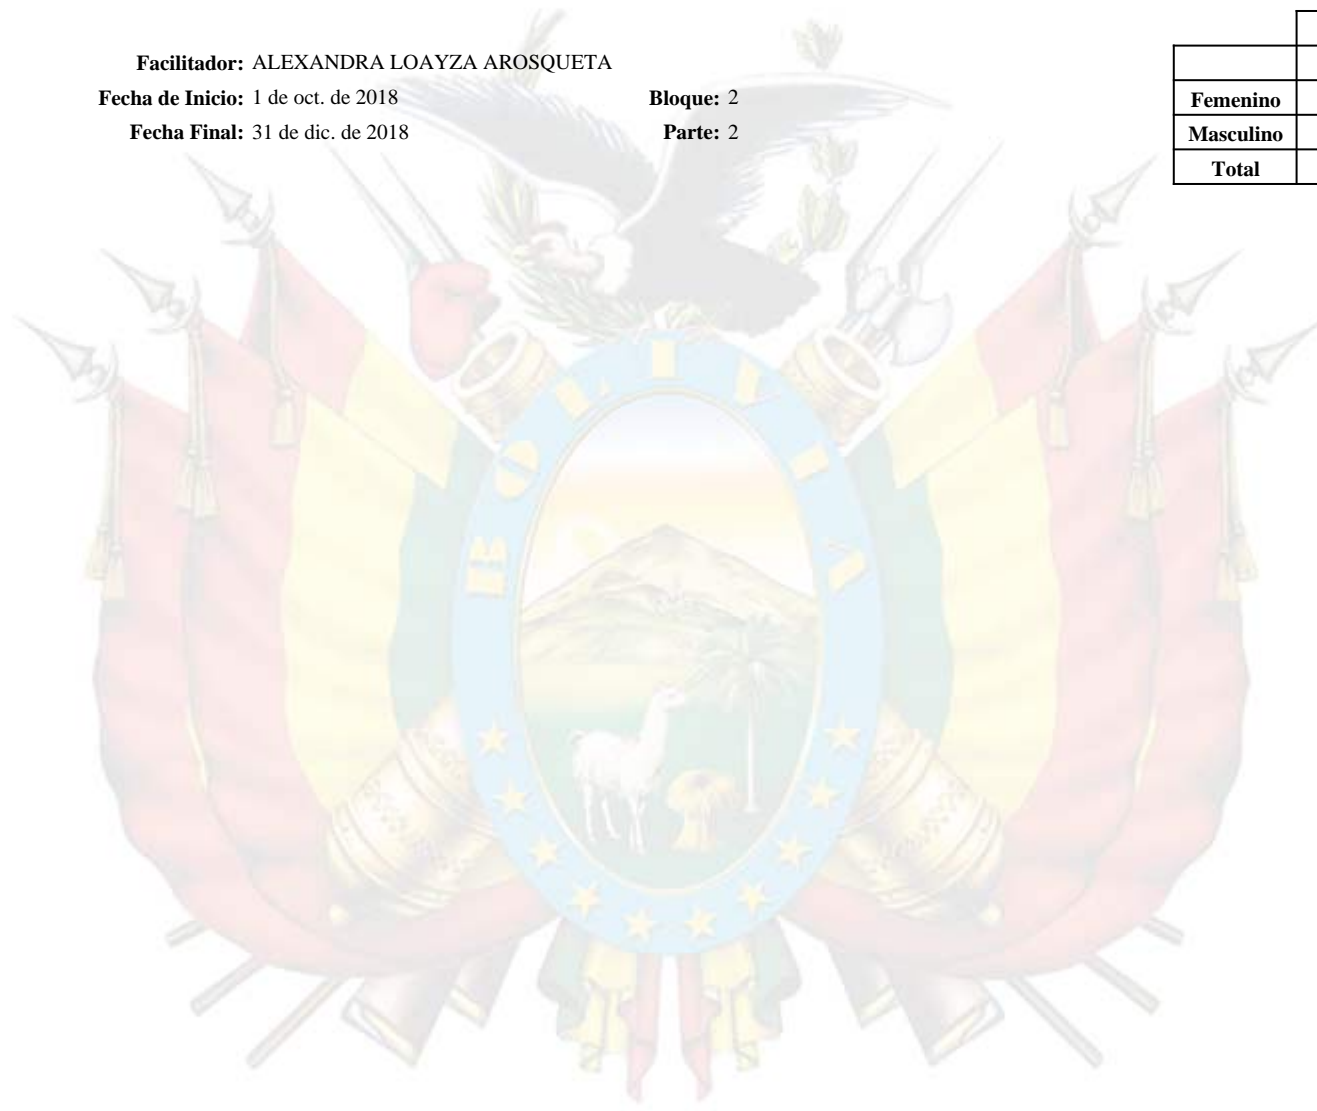 Facilitador: ALEXANDRA LOAYZA AROSQUETA
Fecha de Inicio: 1 de oct. de 2018 Bloque: 2
Fecha Final: 31 de dic. de 2018 Parte: 2
Femenino
Masculino
Total
BOLIVIA